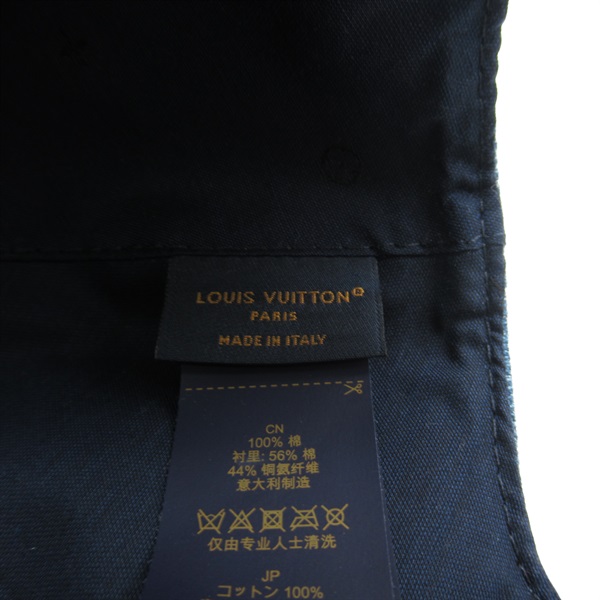 LOUIS VUITTON
PARIS
MADE IN ITALY
CN
100% 棉
衬里: 56% 棉
44% 铜氨纤维
意大利制造
仅由专业人士清洗
JP
コットン 100%